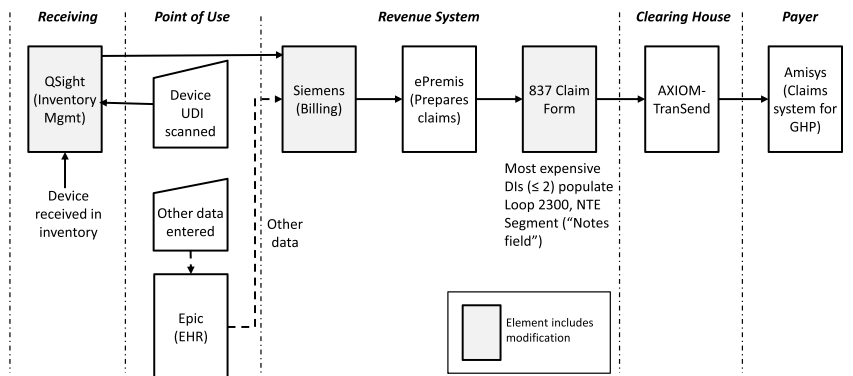 Receiving
Point of Use
Revenue System
Clearing House
Payer
QSight
(Inventory
Mgmt)
Device
UDI
scanned
Siemens
(Billing)
ePremis
(Prepares
claims)
837 Claim
Form
AXIOM-
TranSend
Amisys
(Claims
system for
GHP)
Device
received in
inventory
Other data
entered
Other
data
Most expensive
DIs (≤ 2) populate
Loop 2300, NTE
Segment (“Notes
field”)
Epic
(EHR)
Element includes
modification